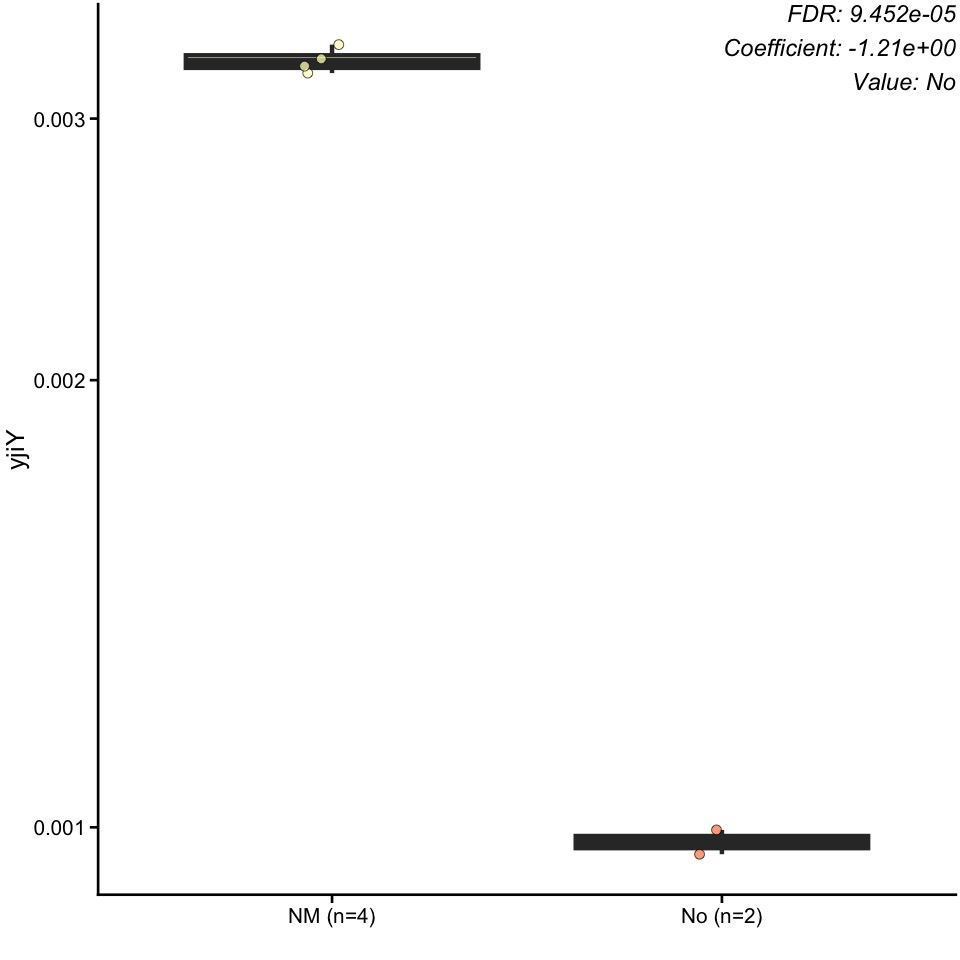 FDR: 9.452e-05
Coefficient: -1.21e+00
Value: No
0.003
0.002
0.001
yjiY
NM (n=4)
No (n=2)